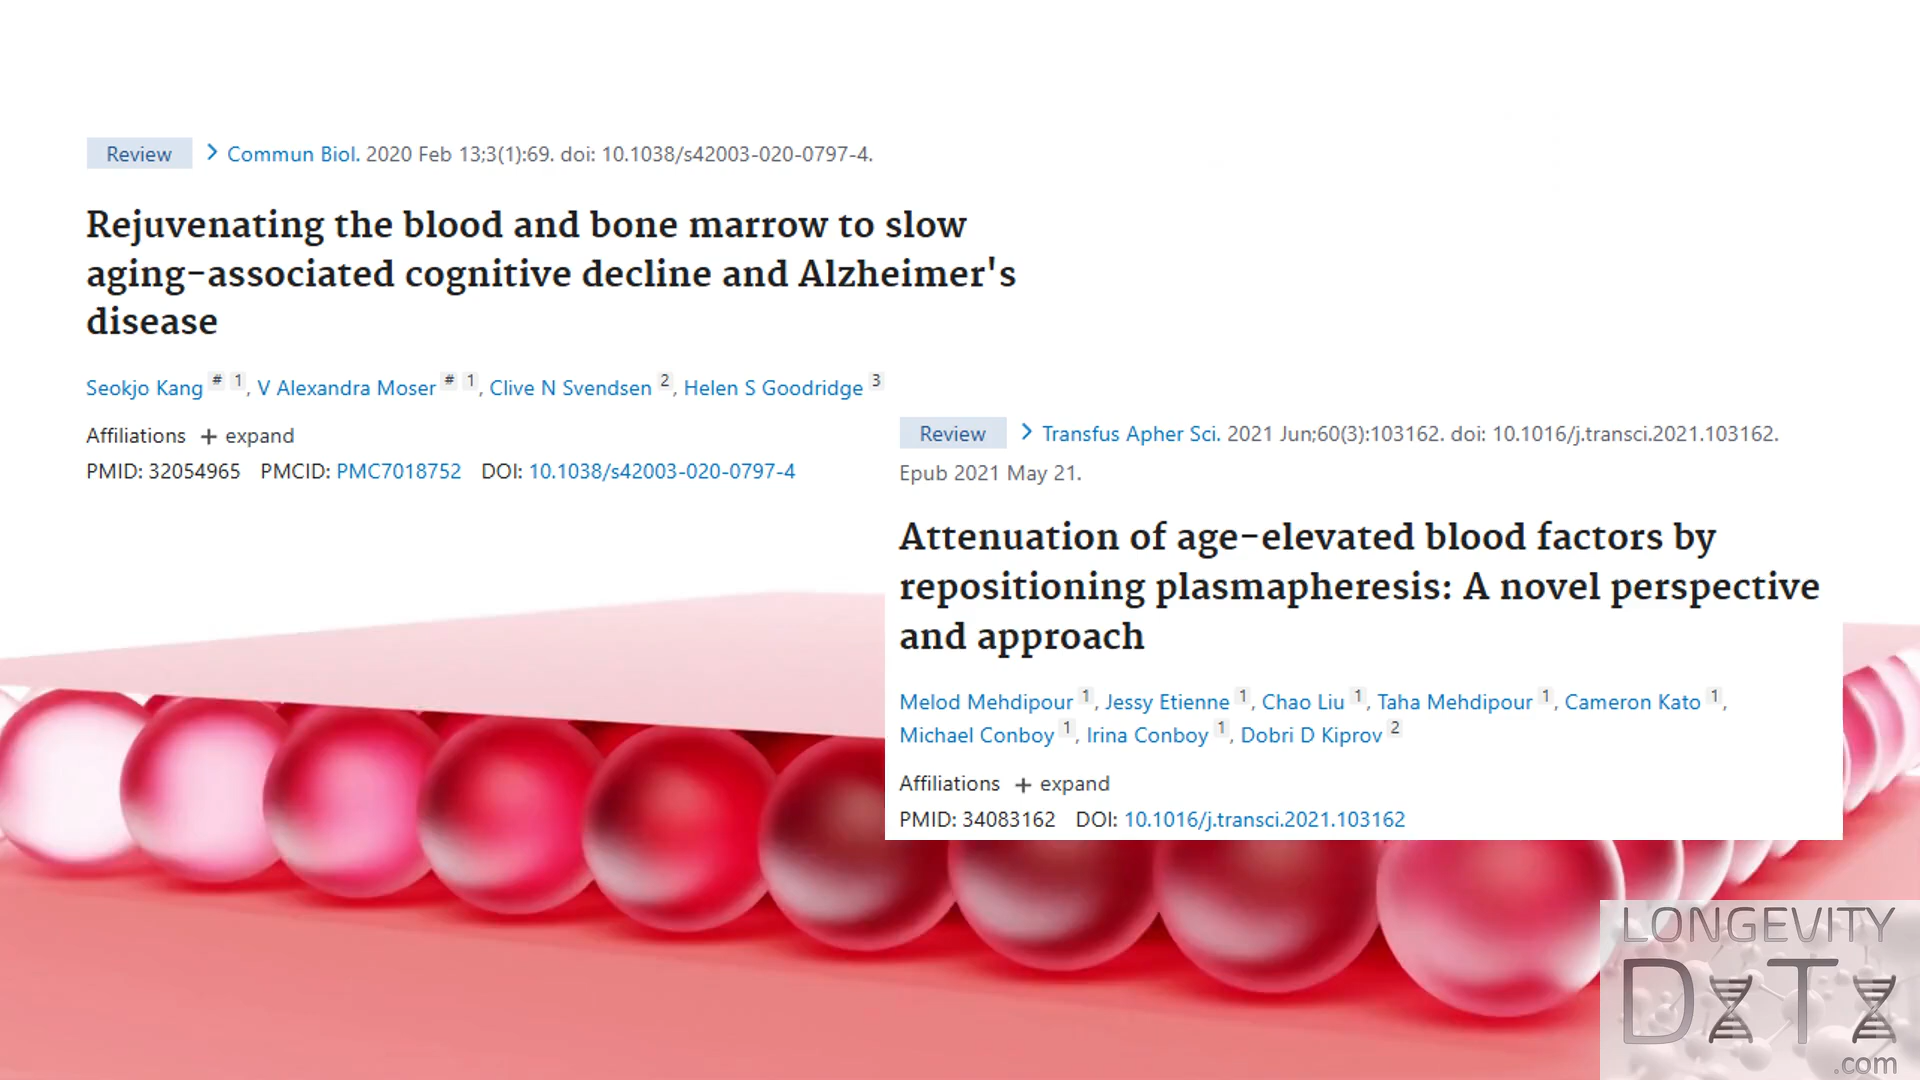 Review > Commun Biol. 2020 Feb 13;3(1):69. doi: 10.1038/s42003-020-0797-4.
Rejuvenating the blood and bone marrow to slow
aging-associated cognitive decline and Alzheimer's
disease
Seokjo Kang # 1, V Alexandra Moser # 1, Clive N Svendsen 2, Helen S Goodridge 3
Affiliations + expand
PMID: 32054965 PMCID: PMC7018752 DOI: 10.1038/s42003-020-0797-4
Review > Transfus Apher Sci. 2021 Jun;60(3):103162. doi: 10.1016/j.transci.2021.103162.
Epub 2021 May 21.
Attenuation of age-elevated blood factors by
repositioning plasmapheresis: A novel perspective
and approach
Melod Mehdipour 1, Jessy Etienne 1, Chao Liu 1, Taha Mehdipour 1, Cameron Kato 1,
Michael Conboy 1, Irina Conboy 1, Dobri D Kiprov 2
Affiliations + expand
PMID: 34083162 DOI: 10.1016/j.transci.2021.103162
LONGEVITY
DATA
.com